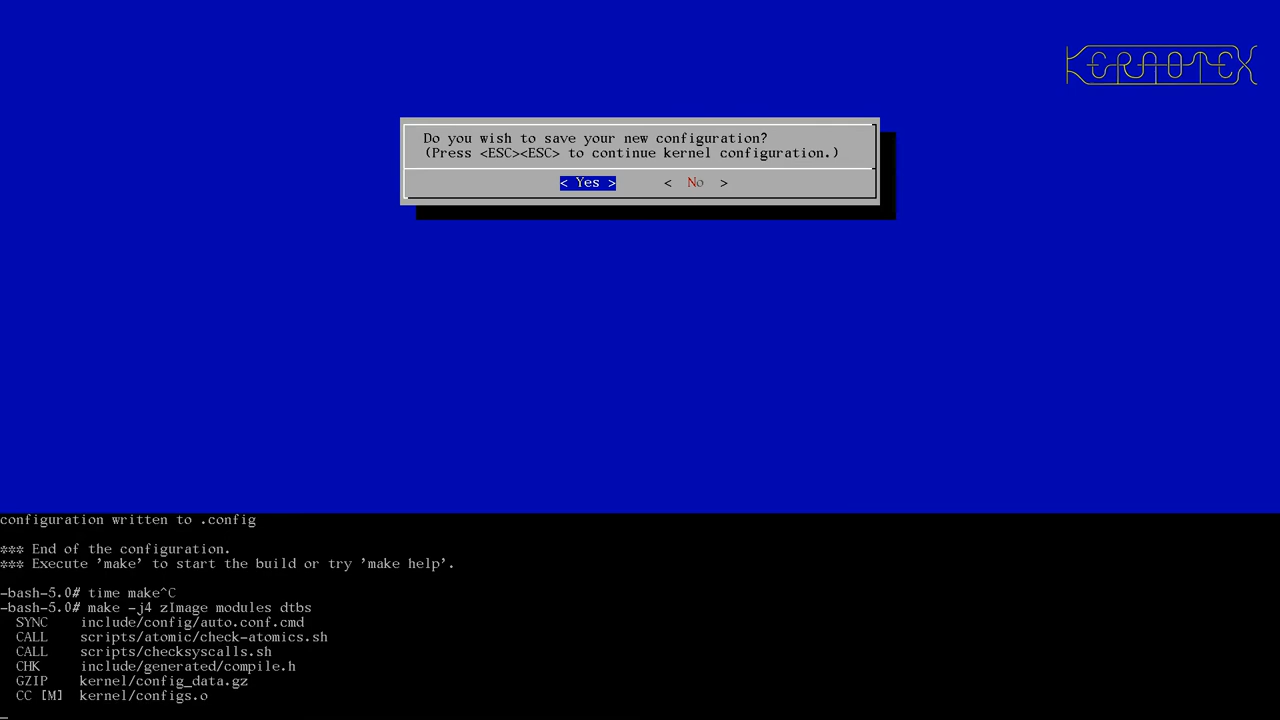 KERNOTEX
Do you wish to save your new configuration?
(Press <ESC><ESC> to continue kernel configuration.)
< Yes > < No >
configuration written to .config
*** End of the configuration.
*** Execute 'make' to start the build or try 'make help'.
-bash-5.0# time make^C
-bash-5.0# make -j4 zImage modules dtbs
SYNC include/config/auto.conf.cmd
CALL scripts/atomic/check-atomics.sh
CALL scripts/checksyscalls.sh
CHK include/generated/compile.h
GZIP kernel/config_data.gz
CC [M] kernel/configs.o